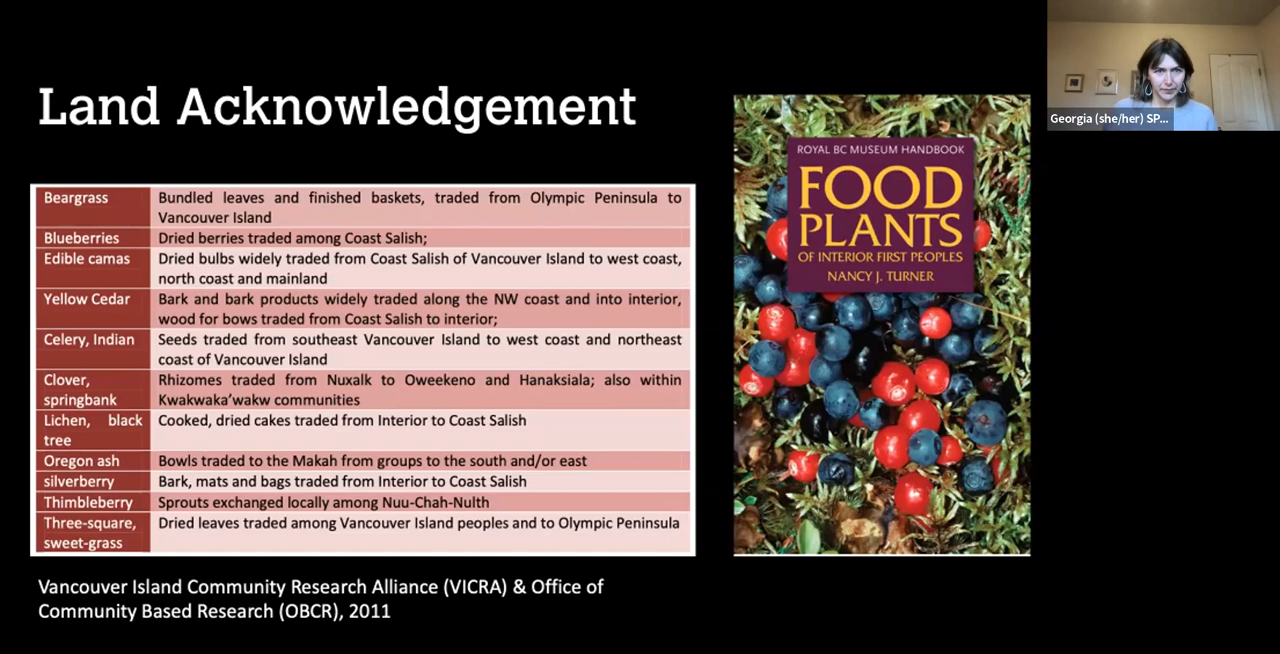 Land Acknowledgement
Beargrass
Bundled leaves and finished baskets, traded from Olympic Peninsula to
Vancouver Island
Blueberries
Dried berries traded among Coast Salish;
Edible camas
Dried bulbs widely traded from Coast Salish of Vancouver Island to west coast,
north coast and mainland
Yellow Cedar
Bark and bark products widely traded along the NW coast and into interior,
wood for bows traded from Coast Salish to interior;
Celery, Indian
Seeds traded from southeast Vancouver Island to west coast and northeast
coast of Vancouver Island
Clover,
springbank
Rhizomes traded from Nuxalk to Oweekeno and Hanaksiala; also within
Kwakwaka’wakw communities
Lichen, black
tree
Cooked, dried cakes traded from Interior to Coast Salish
Oregon ash
Bowls traded to the Makah from groups to the south and/or east
silverberry
Bark, mats and bags traded from Interior to Coast Salish
Thimbleberry
Sprouts exchanged locally among Nuu-Chah-Nulth
Three-square,
sweet-grass
Dried leaves traded among Vancouver Island peoples and to Olympic Peninsula
Vancouver Island Community Research Alliance (VICRA) & Office of
Community Based Research (OBCR), 2011
ROYAL BC MUSEUM HANDBOOK
FOOD
PLANTS
OF INTERIOR FIRST PEOPLES
NANCY J. TURNER
Georgia (she/her) SP...